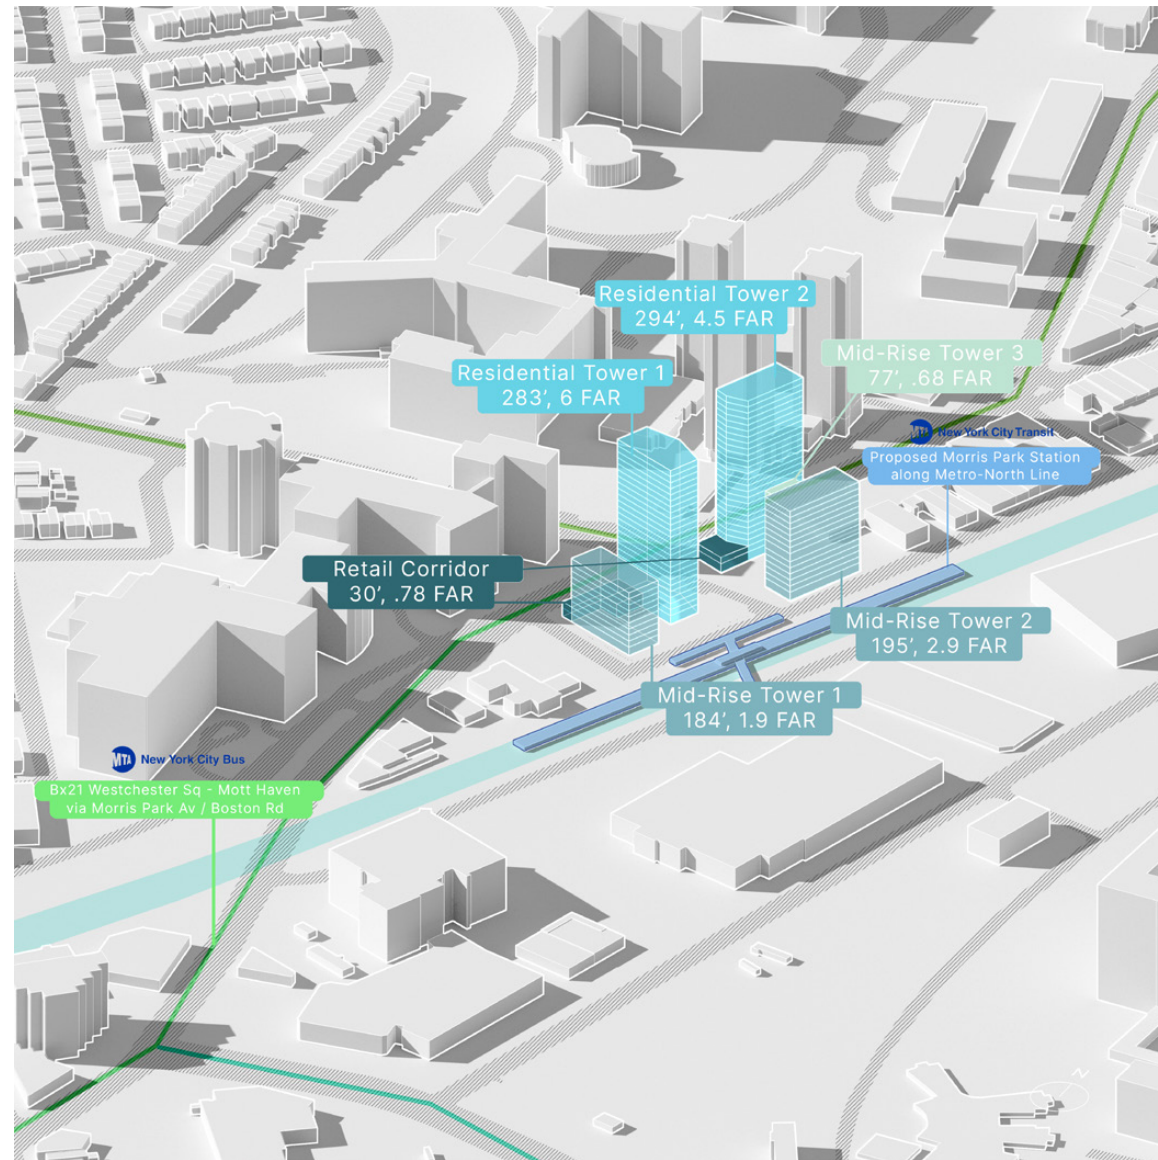 Residential Tower 2
294’, 4.5 FAR
Mid-Rise Tower 3
77’, .68 FAR
Residential Tower 1
283’, 6 FAR
MTA New York City Transit
Proposed Morris Park Station
along Metro-North Line
Retail Corridor
30’, .78 FAR
Mid-Rise Tower 2
195’, 2.9 FAR
Mid-Rise Tower 1
184’, 1.9 FAR
MTA New York City Bus
Bx21 Westchester Sq - Mott Haven
via Morris Park Av / Boston Rd
N